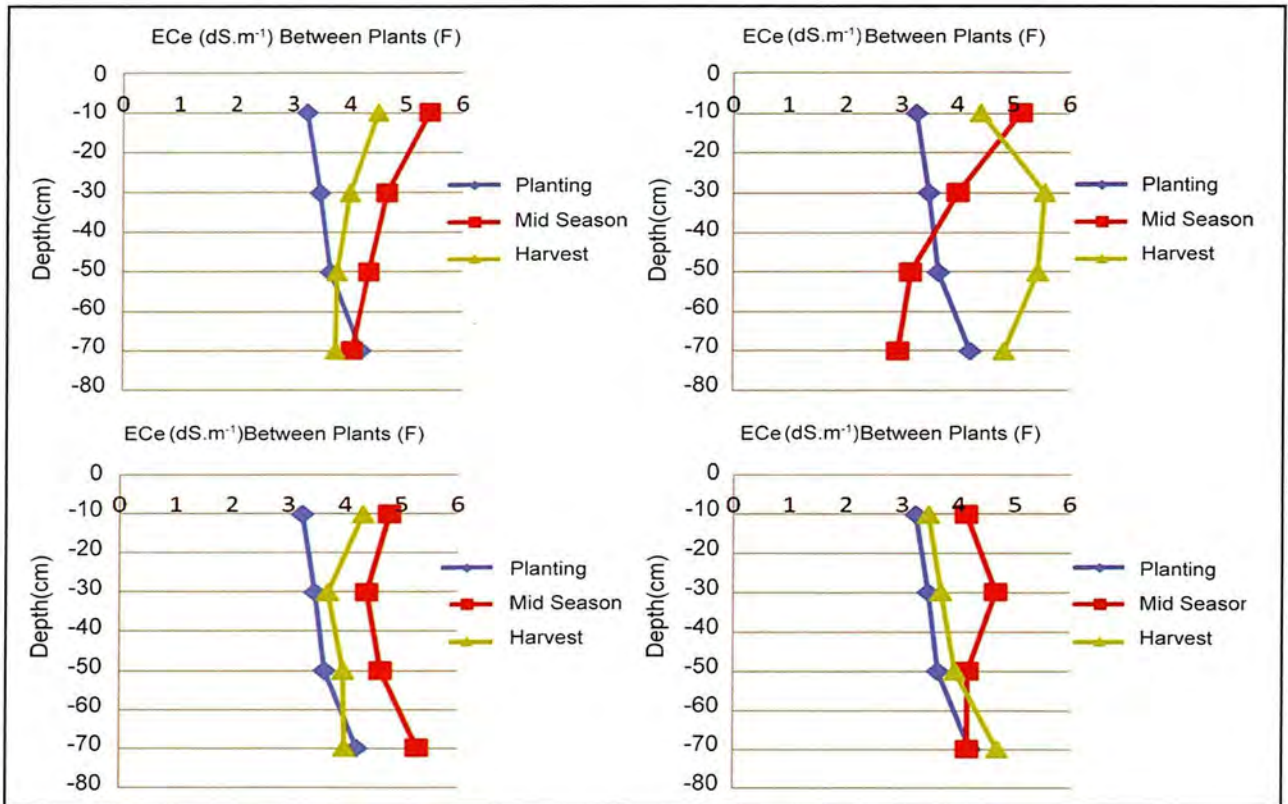 ECe (dS.m⁻¹) Between Plants (F)
0
0 1 2 3 4 5 6
-10
-20
-30
-40
-50
-60
-70
-80
Depth(cm)
Planting
Mid Season
Harvest
ECe (dS.m⁻¹) Between Plants (F)
0
0 1 2 3 4 5 6
-10
-20
-30
-40
-50
-60
-70
-80
Depth(cm)
Planting
Mid Season
Harvest
ECe (dS.m⁻¹)Between Plants (F)
0
0 1 2 3 4 5 6
-10
-20
-30
-40
-50
-60
-70
-80
Depth(cm)
Planting
Mid Season
Harvest
ECe (dS.m⁻¹)Between Plants (F)
0
0 1 2 3 4 5 6
-10
-20
-30
-40
-50
-60
-70
-80
Depth(cm)
Planting
Mid Seasor
Harvest